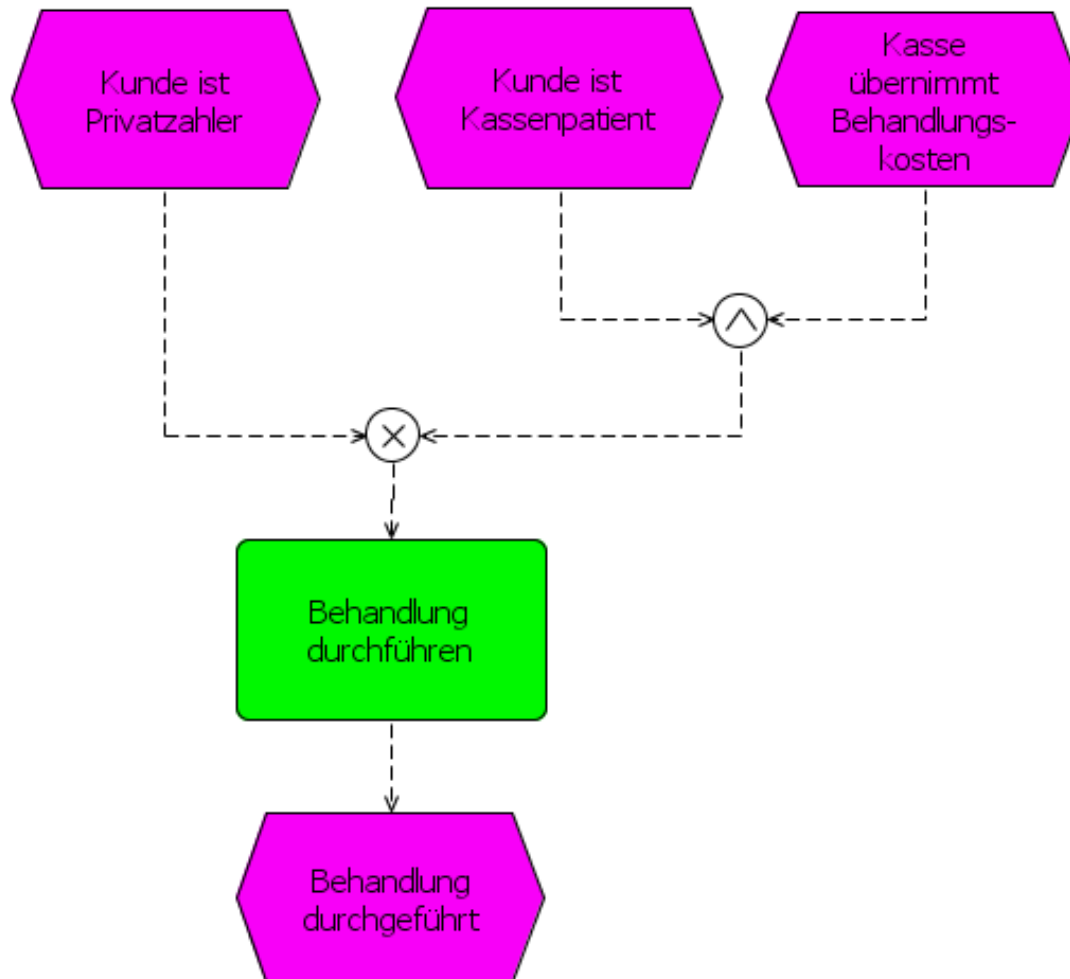 Kunde ist
Privatzahler
Kunde ist
Kassenpatient
Kasse
übernimmt
Behandlungs-
kosten
Behandlung
durchführen
Behandlung
durchgeführt